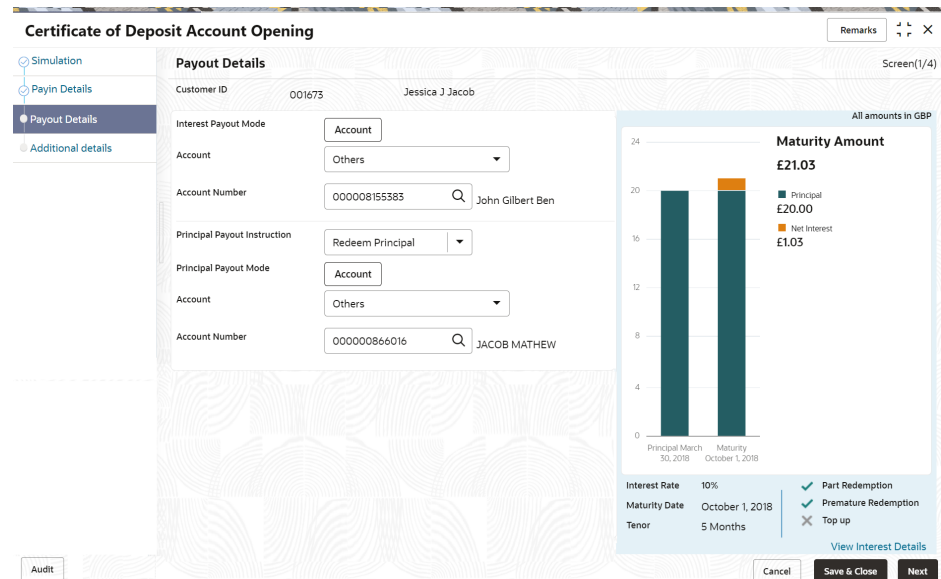 Certificate of Deposit Account Opening
Remarks
Simulation
Payin Details
Payout Details
Additional details
Payout Details
Screen(1/4)
Customer ID 001673 Jessica J Jacob
Interest Payout Mode Account
Account Others
Account Number 000008155383 John Gilbert Ben
Principal Payout Instruction Redeem Principal
Principal Payout Mode Account
Account Others
Account Number 000000866016 JACOB MATHEW
All amounts in GBP
24
20
16
12
8
4
0
Principal March
30, 2018
Maturity
October 1, 2018
Maturity Amount
£21.03
Principal
£20.00
Net Interest
£1.03
Interest Rate 10%
Maturity Date October 1, 2018
Tenor 5 Months
Part Redemption
Premature Redemption
Top up
View Interest Details
Audit
Cancel
Save & Close
Next